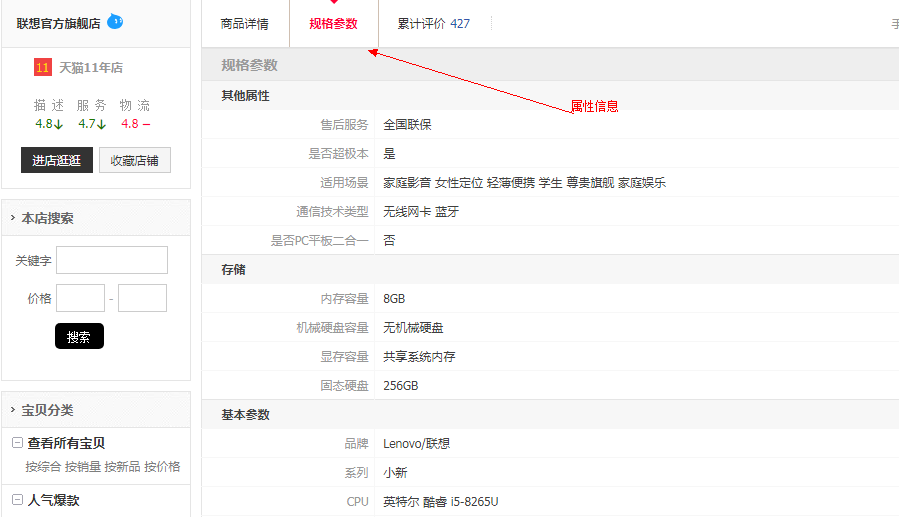 联想官方旗舰店
11 天猫11年店
描 述 服 务 物 流
4.8↓ 4.7↓ 4.8 –
进店逛逛 收藏店铺
› 本店搜索
关键字
价格 -
搜索
› 宝贝分类
查看所有宝贝
按综合 按销量 按新品 按价格
人气爆款
商品详情 规格参数 累计评价 427
属性信息
规格参数
其他属性
售后服务 全国联保
是否超极本 是
适用场景 家庭影音 女性定位 轻薄便携 学生 尊贵旗舰 家庭娱乐
通信技术类型 无线网卡 蓝牙
是否PC平板二合一 否
存储
内存容量 8GB
机械硬盘容量 无机械硬盘
显存容量 共享系统内存
固态硬盘 256GB
基本参数
品牌 Lenovo/联想
系列 小新
CPU 英特尔 酷睿 i5-8265U